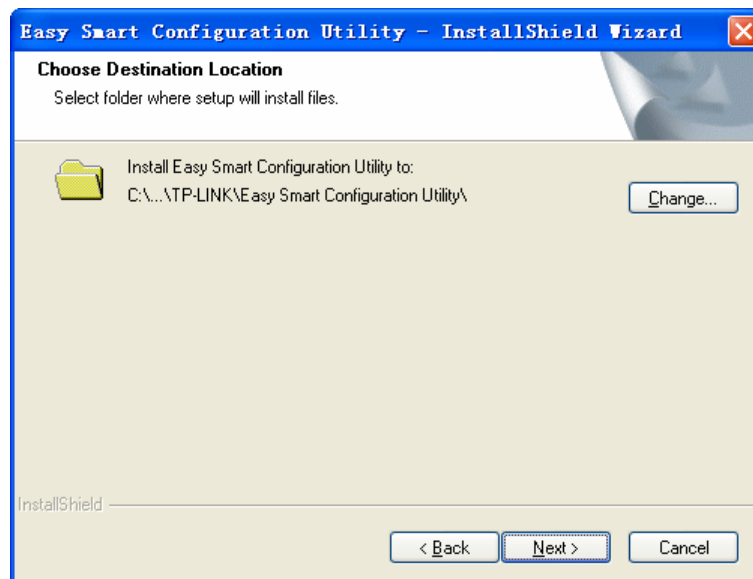 Easy Smart Configuration Utility - InstallShield Wizard
Choose Destination Location
Select folder where setup will install files.
Install Easy Smart Configuration Utility to:
C:\...\TP-LINK\Easy Smart Configuration Utility\
Change...
InstallShield
< Back
Next >
Cancel